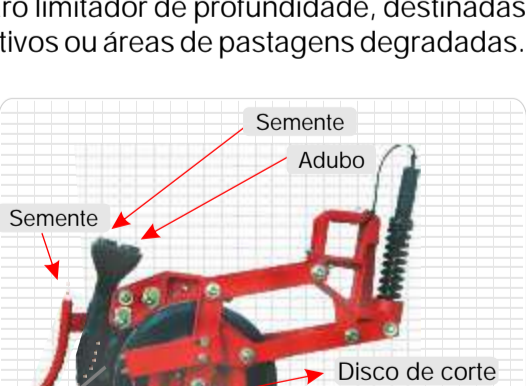 ro limitador de profundidade, destinadas
tivos ou áreas de pastagens degradadas.
Semente
Adubo
Semente
Disco de corte